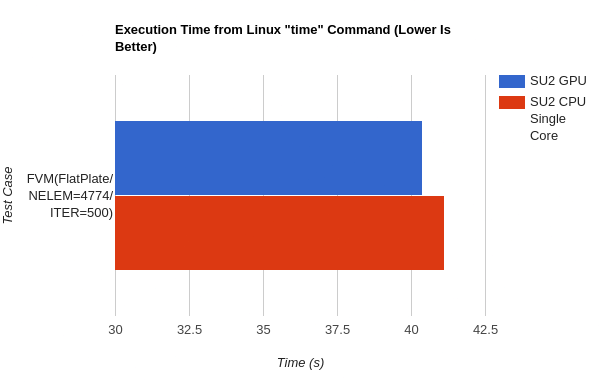 Execution Time from Linux "time" Command (Lower Is
Better)
SU2 GPU
SU2 CPU
Single
Core
Test Case
FVM(FlatPlate/
NELEM=4774/
ITER=500)
30
32.5
35
37.5
40
42.5
Time (s)